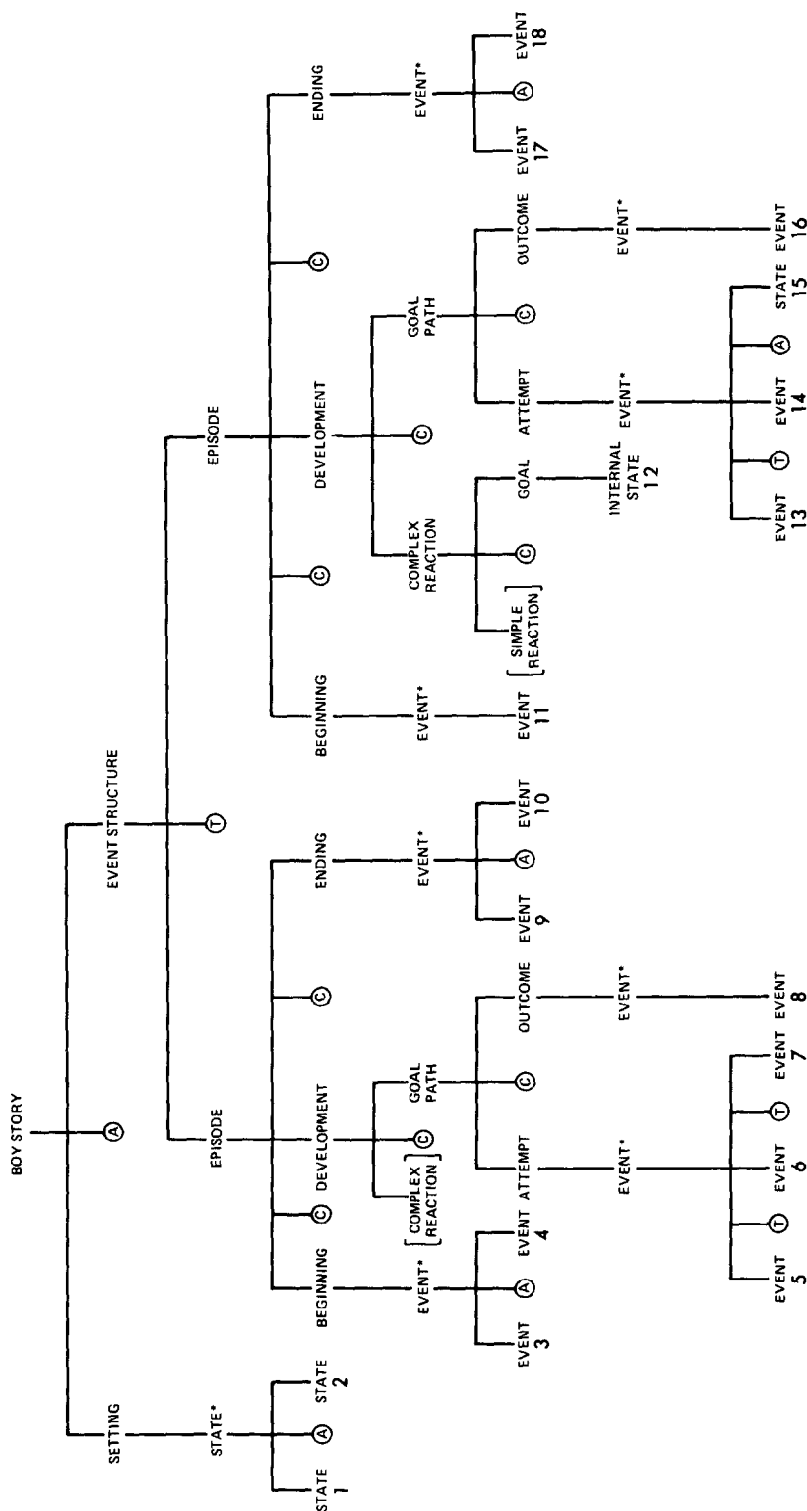 BOY STORY
Ⓐ
SETTING
EVENT STRUCTURE
STATE*
Ⓣ
STATE
1
Ⓐ
STATE
2
EPISODE
EPISODE
BEGINNING
Ⓒ
DEVELOPMENT
Ⓒ
ENDING
BEGINNING
Ⓒ
DEVELOPMENT
Ⓒ
ENDING
EVENT*
[COMPLEX
REACTION]
Ⓒ
GOAL
PATH
EVENT*
EVENT*
COMPLEX
REACTION
Ⓒ
GOAL
PATH
EVENT*
EVENT
3
Ⓐ
EVENT
4
ATTEMPT
Ⓒ
OUTCOME
EVENT
9
Ⓐ
EVENT
10
EVENT
11
[SIMPLE
REACTION]
Ⓒ
GOAL
ATTEMPT
Ⓒ
OUTCOME
EVENT
17
Ⓐ
EVENT
18
EVENT*
EVENT*
INTERNAL
STATE
12
EVENT*
EVENT*
EVENT
5
Ⓣ
EVENT
6
Ⓣ
EVENT
7
EVENT
8
EVENT
13
Ⓣ
EVENT
14
Ⓐ
STATE
15
EVENT
16